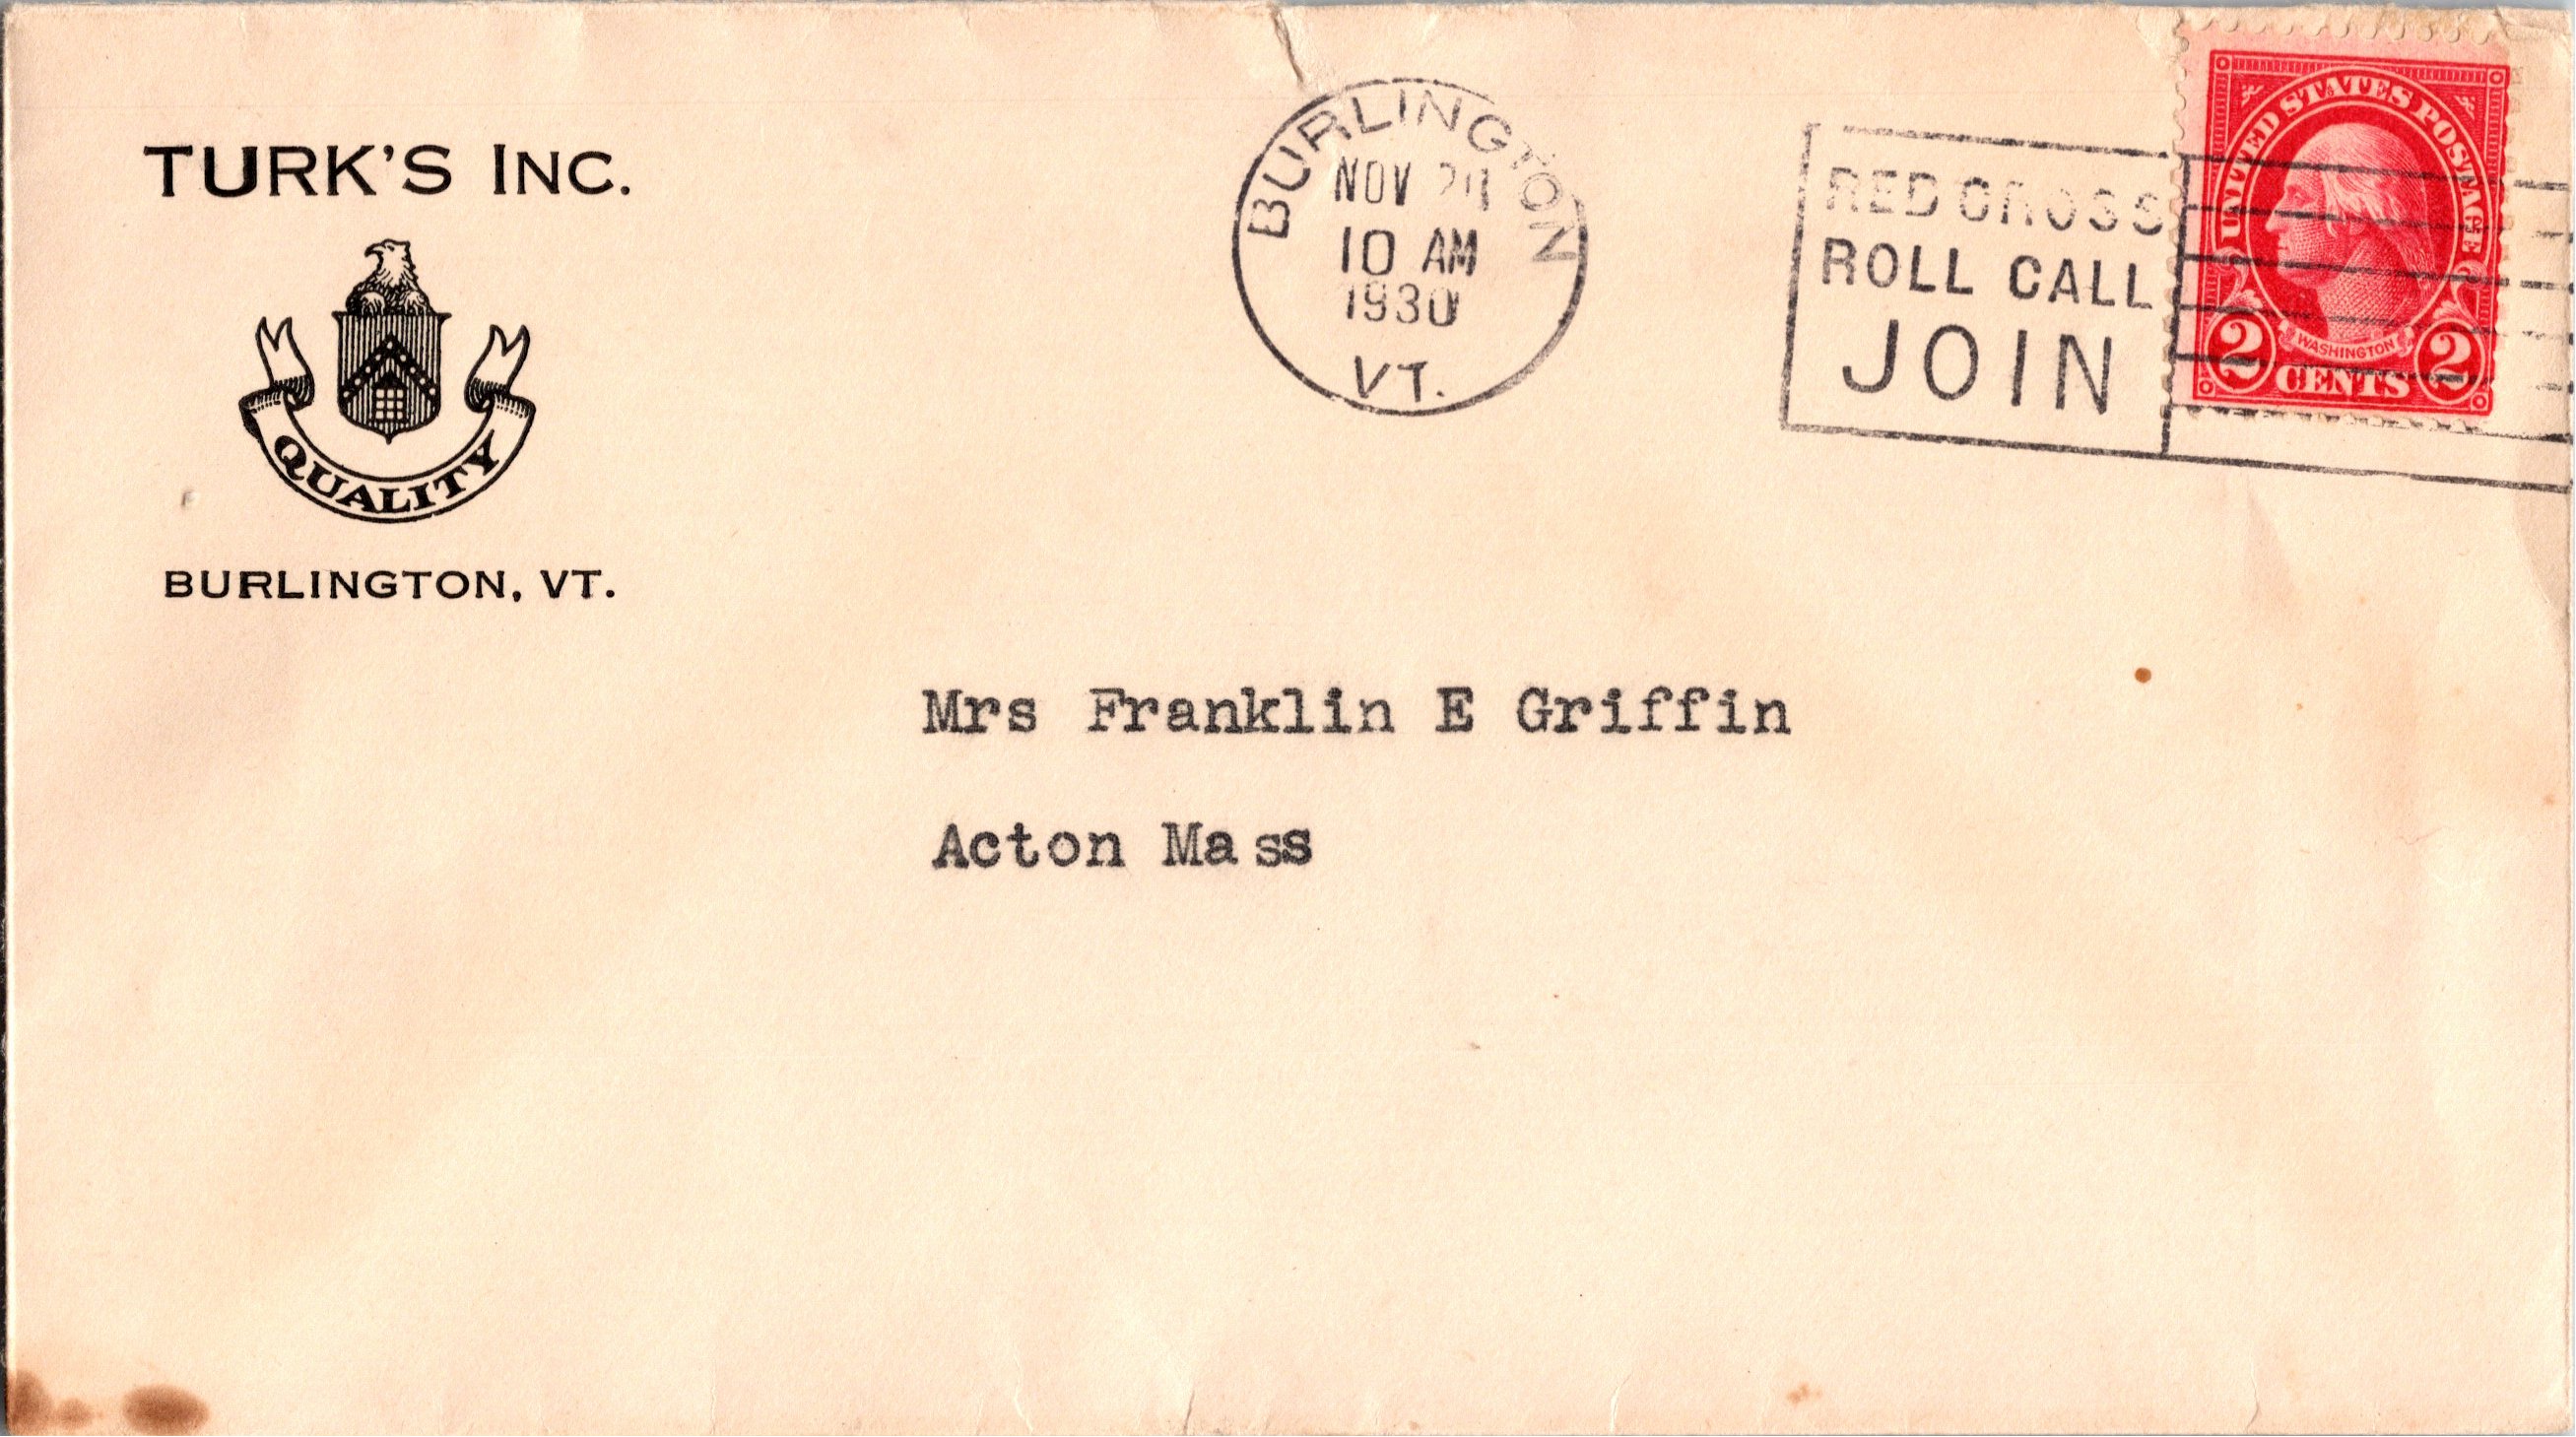 TURK'S INC.
QUALITY
BURLINGTON, VT.
BURLINGTON
NOV
10 AM
1930
VT.
RED CROSS
ROLL CALL
JOIN
UNITED STATES POSTAGE
WASHINGTON
2 CENTS 2
Mrs Franklin E Griffin
Acton Mass